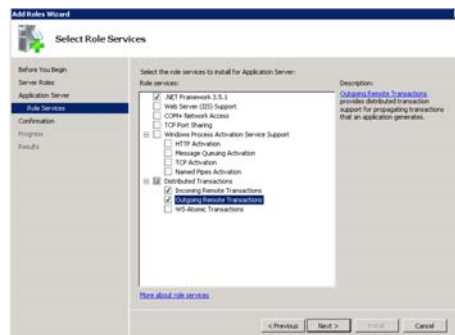 Add Roles Wizard
Select Role Services
Before You Begin
Server Roles
Application Server
Role Services
Confirmation
Progress
Results
Select the role services to install for Application Server:
Role services:
.NET Framework 3.5.1
Web Server (IIS) Support
COM+ Network Access
TCP Port Sharing
Windows Process Activation Service Support
HTTP Activation
Message Queuing Activation
TCP Activation
Named Pipes Activation
Distributed Transactions
Incoming Remote Transactions
Outgoing Remote Transactions
WS-Atomic Transactions
Description:
Outgoing Remote Transactions
provides distributed transaction
support for propagating transactions
that an application generates.
More about role services
< Previous
Next >
Install
Cancel